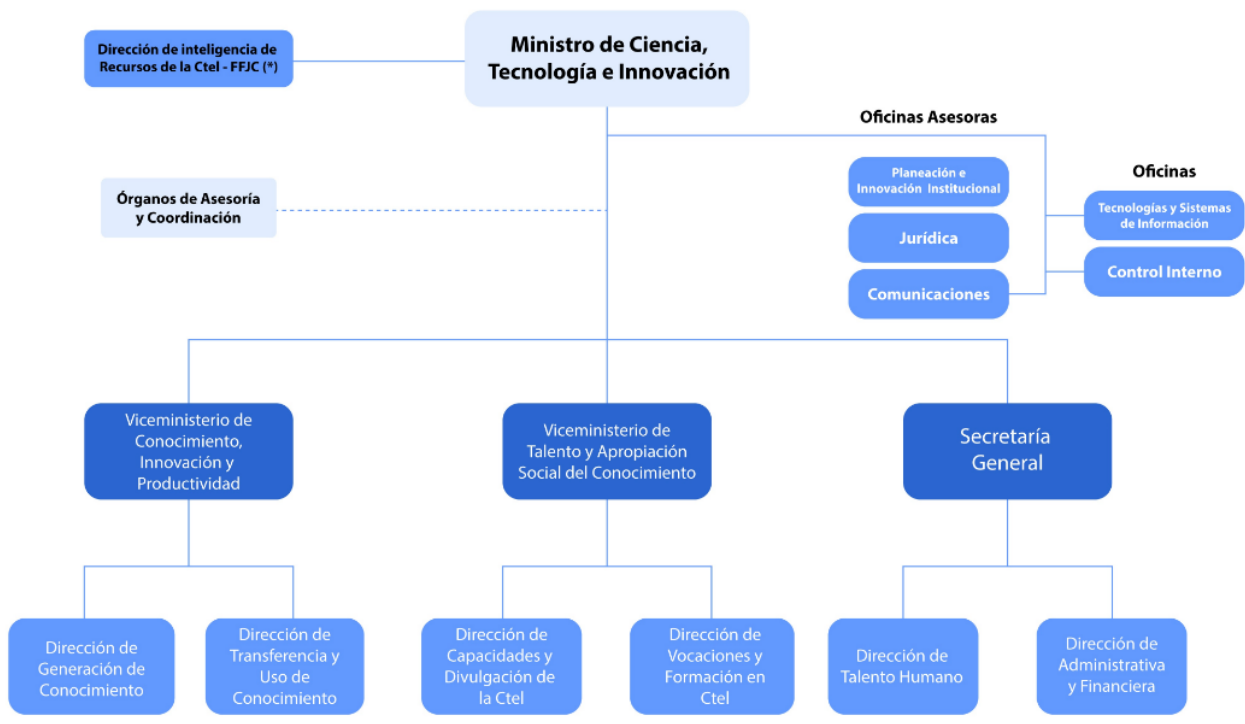 Dirección de inteligencia de
Recursos de la Ctel - FFJC (*)
Ministro de Ciencia,
Tecnología e Innovación
Oficinas Asesoras
Planeación e
Innovación Institucional
Jurídica
Comunicaciones
Oficinas
Tecnologías y Sistemas
de Información
Control Interno
Órganos de Asesoría
y Coordinación
Viceministerio de
Conocimiento,
Innovación y
Productividad
Viceministerio de
Talento y Apropiación
Social del Conocimiento
Secretaría
General
Dirección de
Generación de
Conocimiento
Dirección de
Transferencia y
Uso de
Conocimiento
Dirección de
Capacidades y
Divulgación de
la Ctel
Dirección de
Vocaciones y
Formación en
Ctel
Dirección de
Talento Humano
Dirección de
Administrativa
y Financiera